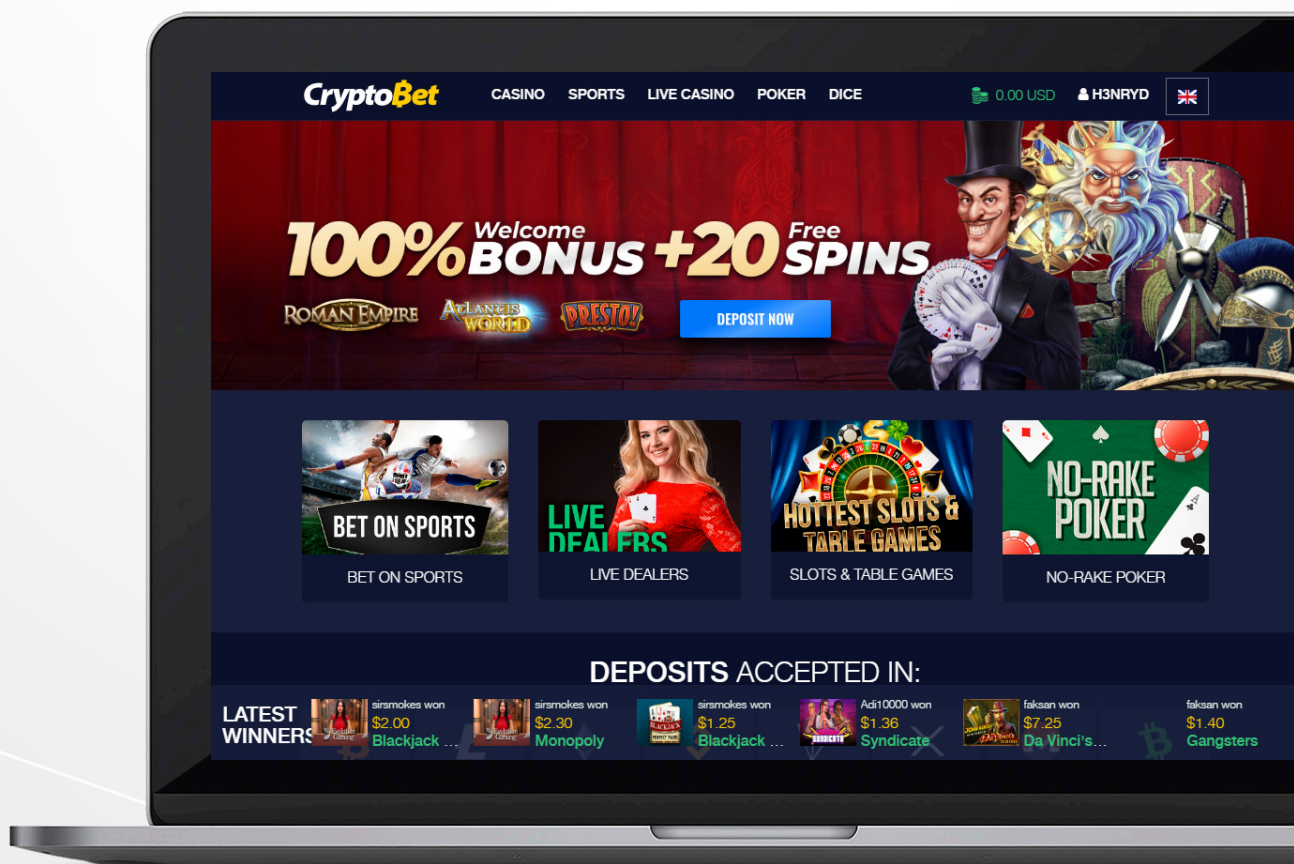 CryptoBet
CASINO SPORTS LIVE CASINO POKER DICE
0.00 USD H3NRYD
100% Welcome BONUS +20 Free SPINS
ROMAN EMPIRE ATLANTIS WORLD PRESTO!
DEPOSIT NOW
BET ON SPORTS
LIVE DEALERS
HOTTEST SLOTS & TABLE GAMES
NO-RAKE POKER
BET ON SPORTS
LIVE DEALERS
SLOTS & TABLE GAMES
NO-RAKE POKER
DEPOSITS ACCEPTED IN:
LATEST WINNERS
sirsmokes won
$2.00
Blackjack ...
sirsmokes won
$2.30
Monopoly
BLACKJACK
sirsmokes won
$1.25
Blackjack ...
SYNDICATE
Adi10000 won
$1.36
Syndicate
faksan won
$7.25
Da Vinci's...
faksan won
$1.40
Gangsters